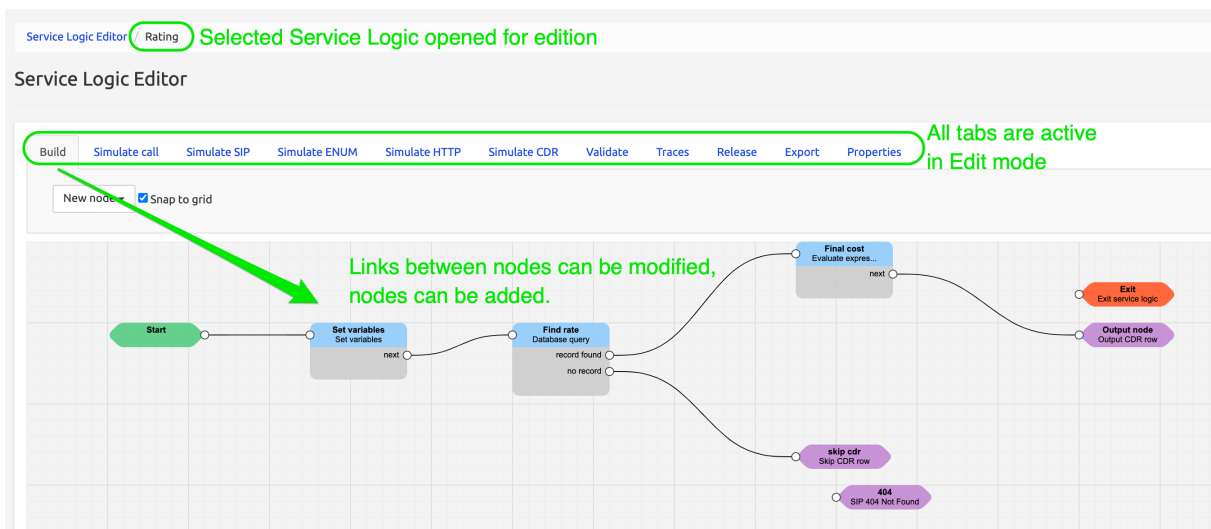 Service Logic Editor / Rating
Selected Service Logic opened for edition
Service Logic Editor
All tabs are active
in Edit mode
Build
Simulate call
Simulate SIP
Simulate ENUM
Simulate HTTP
Simulate CDR
Validate
Traces
Release
Export
Properties
New node
Snap to grid
Links between nodes can be modified,
nodes can be added.
Final cost
Evaluate expres...
next
Exit
Exit service logic
Start
Set variables
Set variables
next
Find rate
Database query
record found
no record
Output node
Output CDR row
skip cdr
Skip CDR row
404
SIP 404 Not Found